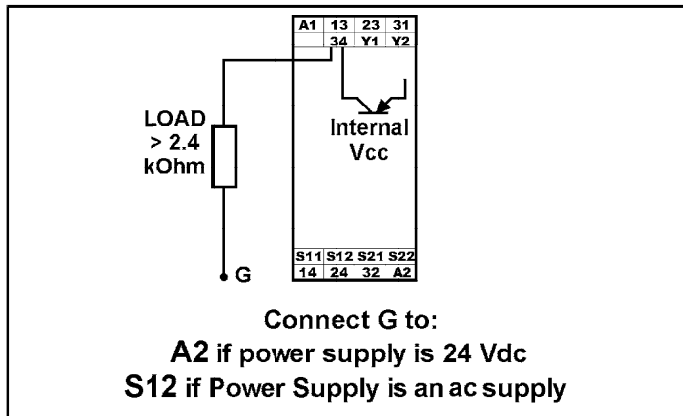 A1 13 23 31
34 Y1 Y2
LOAD
> 2.4
kOhm
Internal
Vcc
S11 S12 S21 S22
14 24 32 A2
G
Connect G to:
A2 if power supply is 24 Vdc
S12 if Power Supply is an ac supply